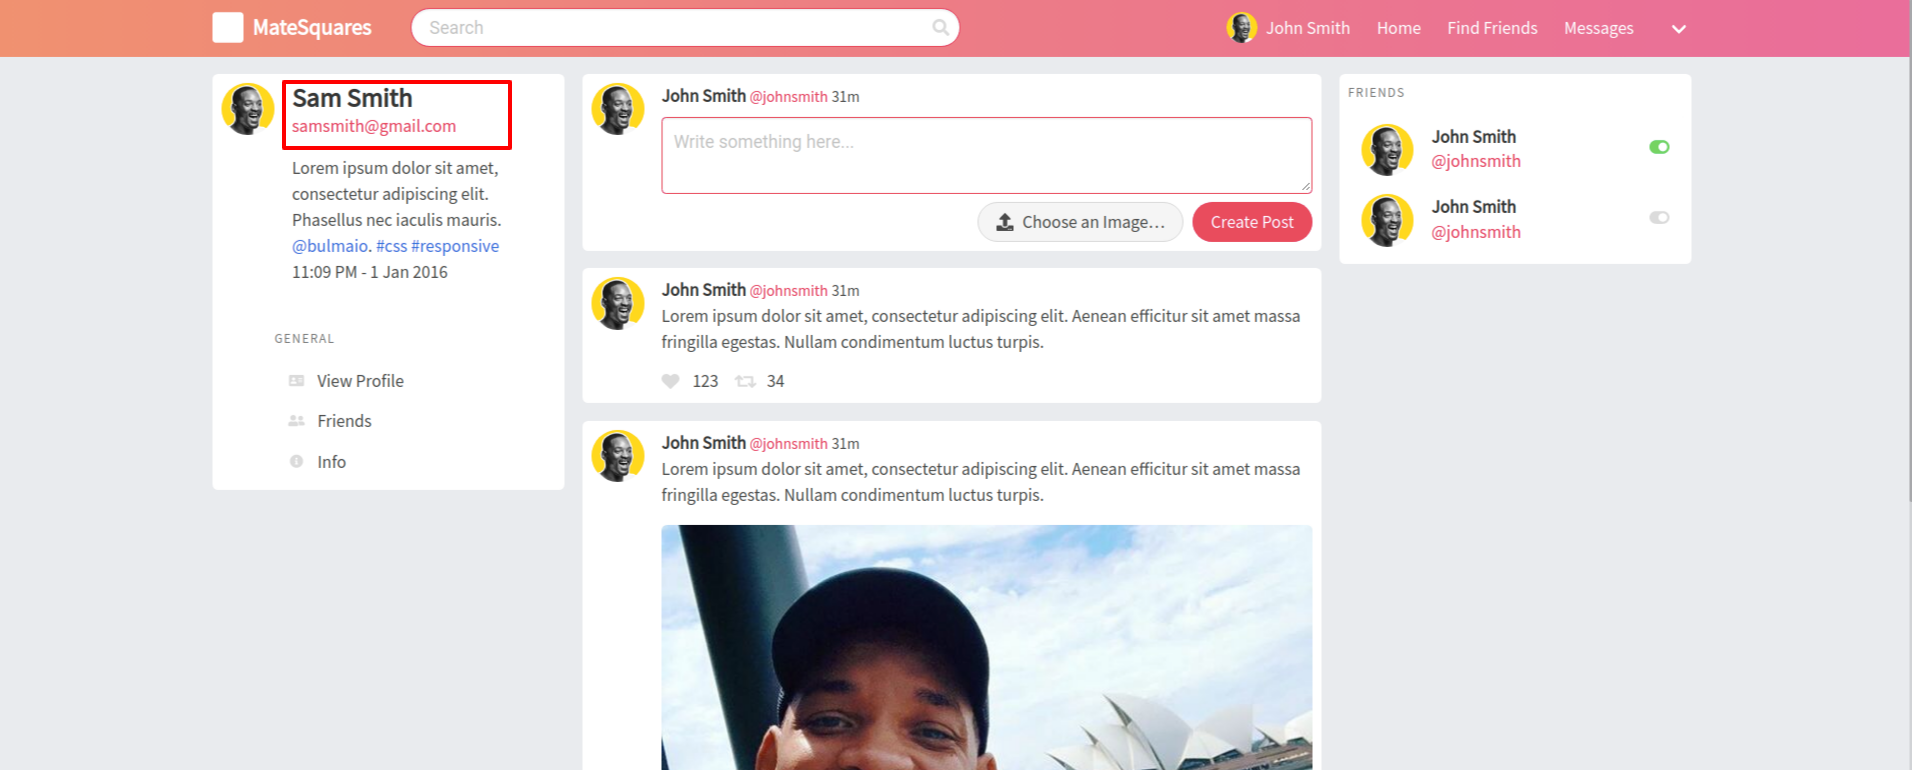 MateSquares
Search
John Smith
Home
Find Friends
Messages
Sam Smith
samsmith@gmail.com
Lorem ipsum dolor sit amet,
consectetur adipiscing elit.
Phasellus nec iaculis mauris.
@bulmaio. #css #responsive
11:09 PM - 1 Jan 2016
GENERAL
View Profile
Friends
Info
John Smith @johnsmith 31m
Write something here...
Choose an Image…
Create Post
John Smith @johnsmith 31m
Lorem ipsum dolor sit amet, consectetur adipiscing elit. Aenean efficitur sit amet massa
fringilla egestas. Nullam condimentum luctus turpis.
123 34
John Smith @johnsmith 31m
Lorem ipsum dolor sit amet, consectetur adipiscing elit. Aenean efficitur sit amet massa
fringilla egestas. Nullam condimentum luctus turpis.
FRIENDS
John Smith
@johnsmith
John Smith
@johnsmith